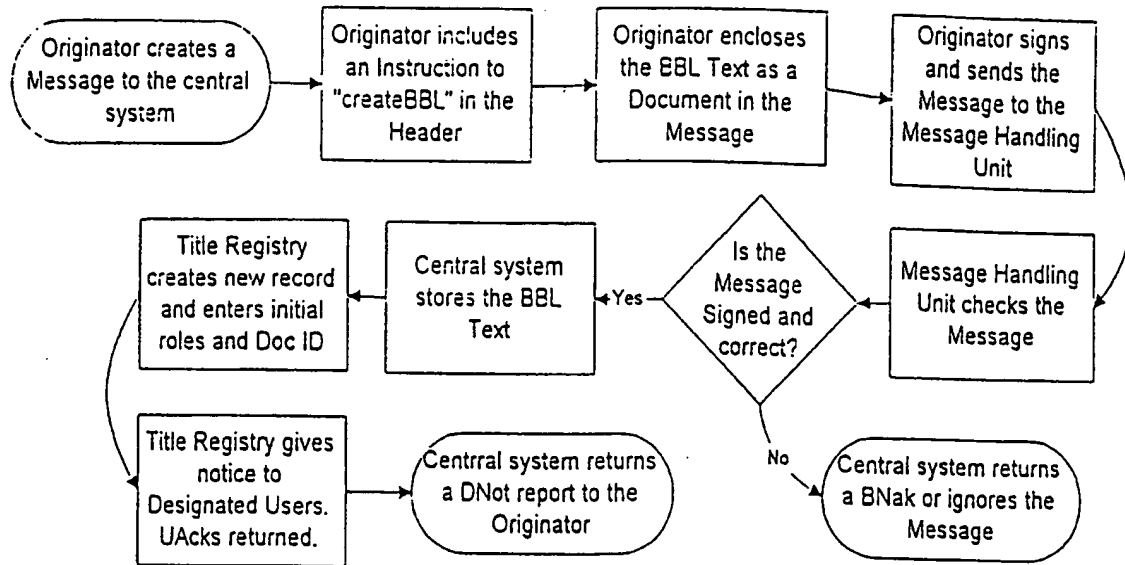 Originator creates a
Message to the central
system
Originator includes
an Instruction to
"createBBL" in the
Header
Originator encloses
the BBL Text as a
Document in the
Message
Originator signs
and sends the
Message to the
Message Handling
Unit
Message Handling
Unit checks the
Message
Is the
Message
Signed and
correct?
Yes
Central system
stores the BBL
Text
Title Registry
creates new record
and enters initial
roles and Doc ID
Title Registry gives
notice to
Designated Users.
UAcks returned.
Centrral system returns
a DNot report to the
Originator
No
Central system returns
a BNak or ignores the
Message